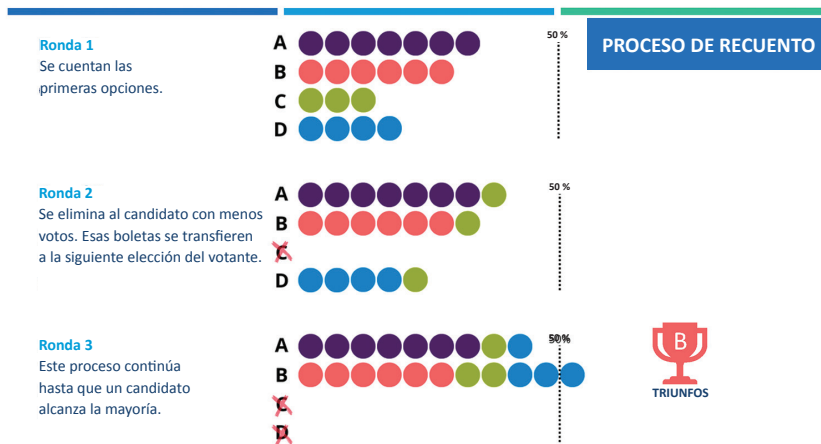 PROCESO DE RECUENTO
Ronda 1
Se cuentan las
primeras opciones.
A
B
C
D
50 %
Ronda 2
Se elimina al candidato con menos
votos. Esas boletas se transfieren
a la siguiente elección del votante.
A
B
C
D
50 %
Ronda 3
Este proceso continúa
hasta que un candidato
alcanza la mayoría.
A
B
C
D
50%
B
TRIUNFOS